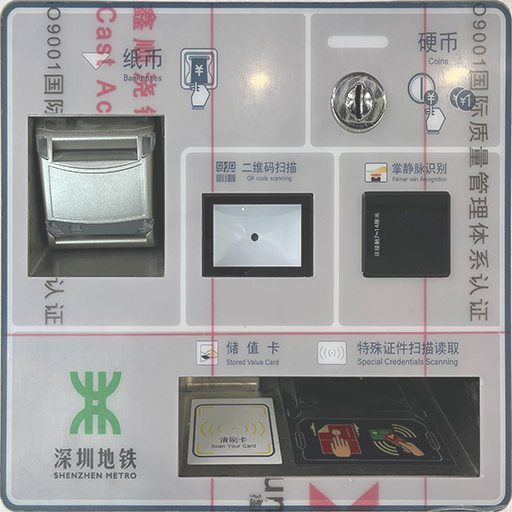 纸币
Banknotes
硬币
Coins
鑫顺浇铸
Cast Ac
O9001国际
认证
O9001国际质量管理体系认证
二维码扫描
QR code scanning
掌静脉识别
Palmar vein Recognition
储值卡
Stored Value Card
特殊证件扫描读取
Special Credentials Scanning
请刷卡
Scan Your Card
深圳地铁
SHENZHEN METRO